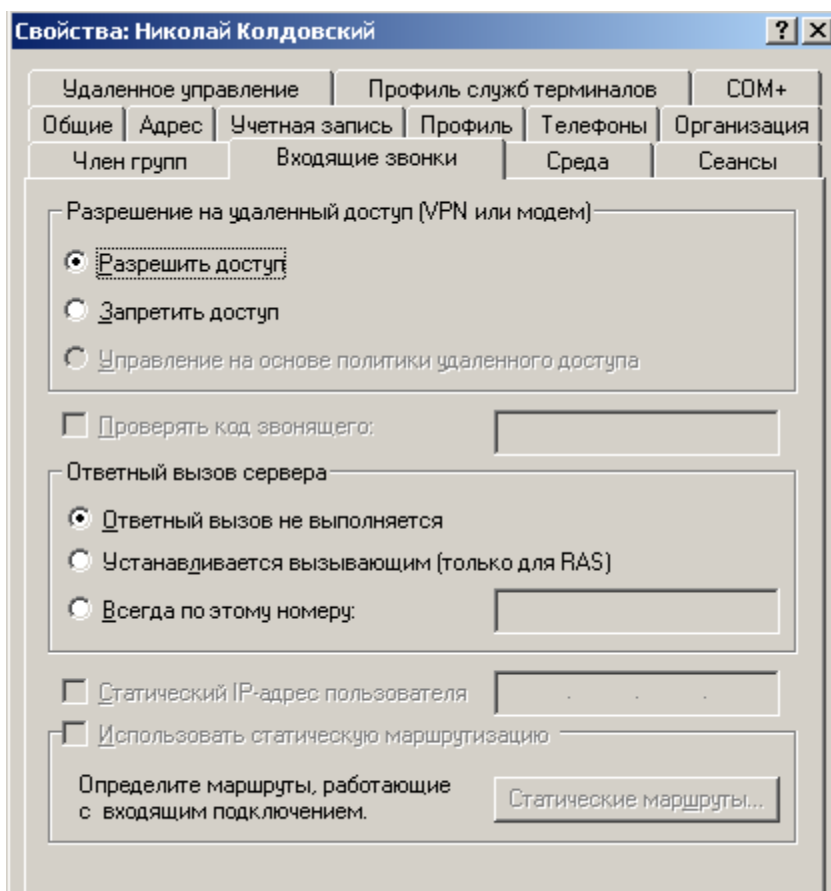 Свойства: Николай Колдовский
Удаленное управление Профиль служб терминалов COM+
Общие Адрес Учетная запись Профиль Телефоны Организация
Член групп Входящие звонки Среда Сеансы
Разрешение на удаленный доступ (VPN или модем)
Разрешить доступ
Запретить доступ
Управление на основе политики удаленного доступа
Проверять код звонящего:
Ответный вызов сервера
Ответный вызов не выполняется
Устанавливается вызывающим (только для RAS)
Всегда по этому номеру:
Статический IP-адрес пользователя
Использовать статическую маршрутизацию
Определите маршруты, работающие
с входящим подключением.
Статические маршруты...